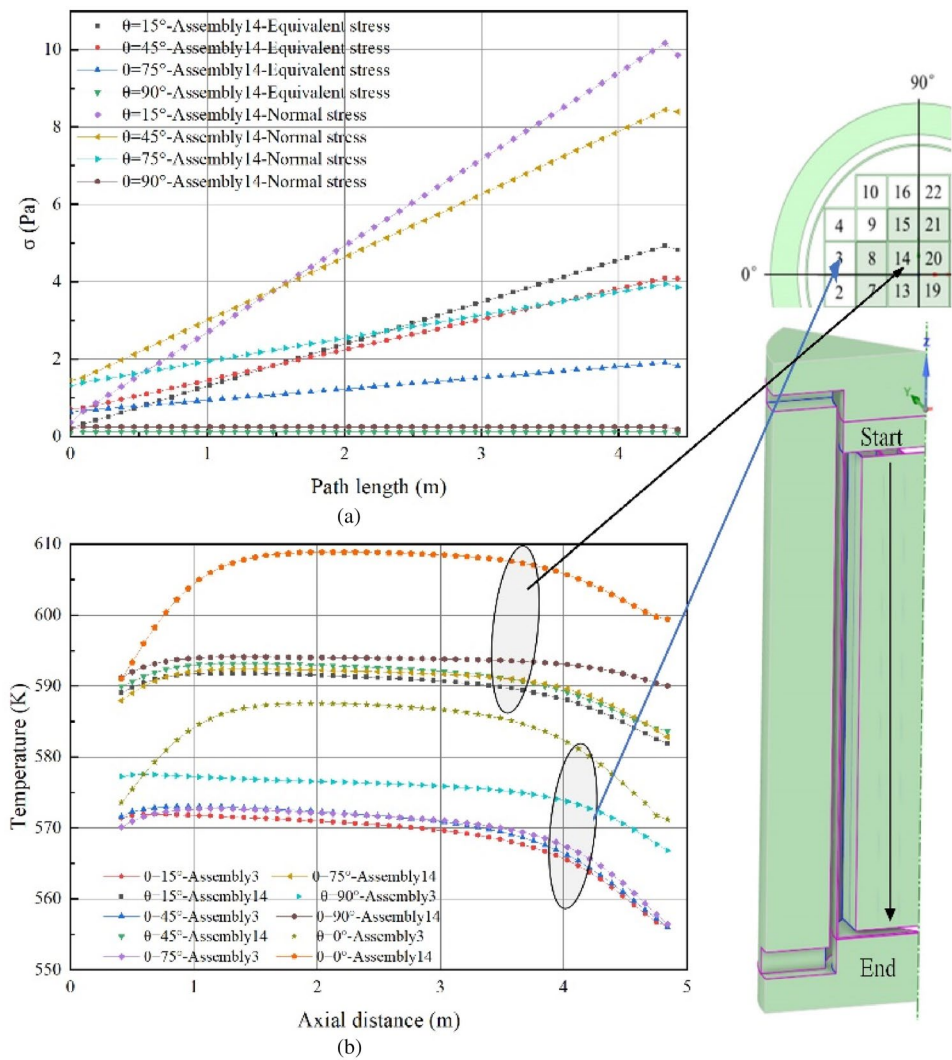 θ=15°-Assembly14-Equivalent stress
θ=45°-Assembly14-Equivalent stress
θ=75°-Assembly14-Equivalent stress
θ=90°-Assembly14-Equivalent stress
θ=15°-Assembly14-Normal stress
θ=45°-Assembly14-Normal stress
θ=75°-Assembly14-Normal stress
θ=90°-Assembly14-Normal stress
10
8
6
4
2
0
σ (Pa)
0 1 2 3 4
Path length (m)
(a)
90°
10 16 22
4 9 15 21
3 8 14 20
0°
2 7 13 19
Z
Y
Start
End
610
600
590
580
570
560
550
Temperature (K)
θ=15°-Assembly3
θ=75°-Assembly14
θ=15°-Assembly14
θ=90°-Assembly3
θ=45°-Assembly3
θ=90°-Assembly14
θ=45°-Assembly14
θ=0°-Assembly3
θ=75°-Assembly3
θ=0°-Assembly14
0 1 2 3 4 5
Axial distance (m)
(b)